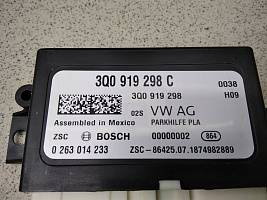 3Q0 919 298 C
0038
3Q0 919 298
H09
02S VW AG
Assembled in Mexico PARKHILFE PLA
ZSC BOSCH 00000002 864
0 263 014 233 ZSC-86425.07.1874982889